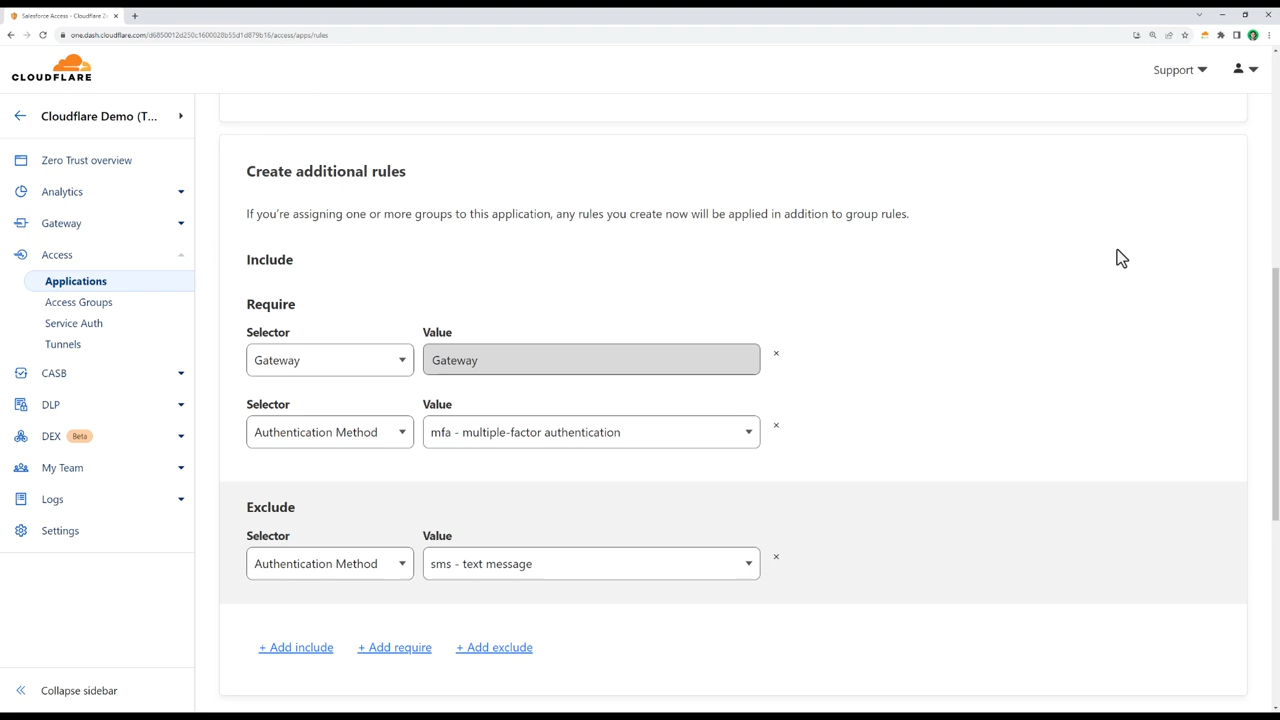 Salesforce Access - Cloudflare Ze
one.dash.cloudflare.com/d6850012d250c1600028b55d1d879b16/access/apps/rules
CLOUDFLARE
Support
Cloudflare Demo (T...
Zero Trust overview
Analytics
Gateway
Access
Applications
Access Groups
Service Auth
Tunnels
CASB
DLP
DEX Beta
My Team
Logs
Settings
Collapse sidebar
Create additional rules
If you're assigning one or more groups to this application, any rules you create now will be applied in addition to group rules.
Include
Require
Selector Value
Gateway Gateway
Selector Value
Authentication Method mfa - multiple-factor authentication
Exclude
Selector Value
Authentication Method sms - text message
+ Add include + Add require + Add exclude